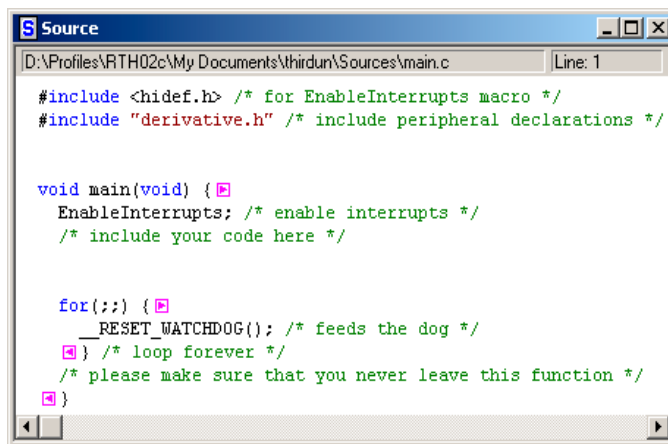 S Source
D:\Profiles\RTH02c\My Documents\thirdun\Sources\main.c Line: 1
#include <hidef.h> /* for EnableInterrupts macro */
#include "derivative.h" /* include peripheral declarations */
void main(void) {
EnableInterrupts; /* enable interrupts */
/* include your code here */
for(;;) {
__RESET_WATCHDOG(); /* feeds the dog */
} /* loop forever */
/* please make sure that you never leave this function */
}